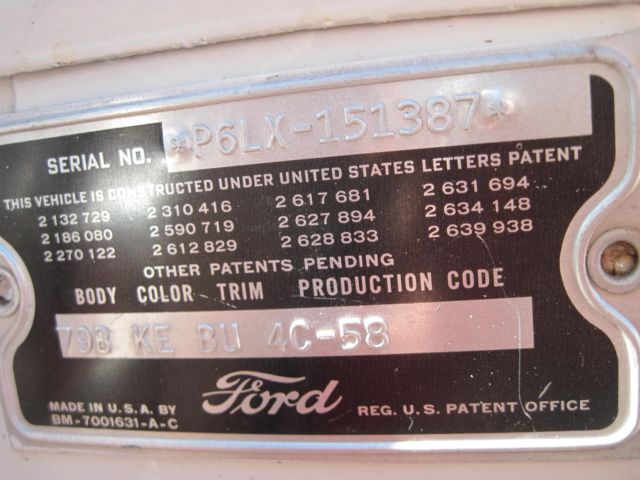 SERIAL NO. *P6LX-151387*
THIS VEHICLE IS CONSTRUCTED UNDER UNITED STATES LETTERS PATENT
2 132 729 2 310 416 2 617 681 2 631 694
2 186 080 2 590 719 2 627 894 2 634 148
2 270 122 2 612 829 2 628 833 2 639 938
OTHER PATENTS PENDING
BODY COLOR TRIM PRODUCTION CODE
79B KE BU 4C-58
MADE IN U.S.A. BY Ford REG. U.S. PATENT OFFICE
BM-7001631-A-C